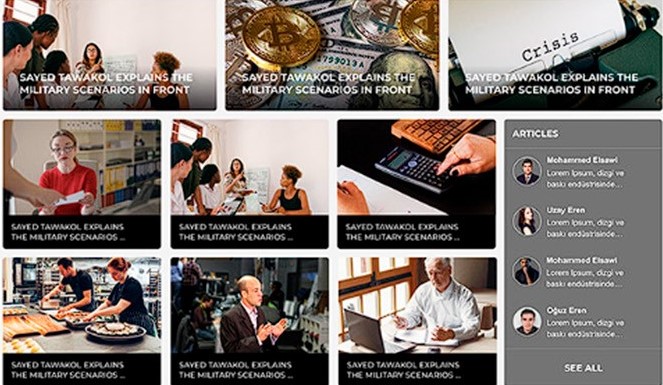 SAYED TAWAKOL EXPLAINS THE
MILITARY SCENARIOS IN FRONT
SAYED TAWAKOL EXPLAINS THE
MILITARY SCENARIOS IN FRONT
Crisis
SAYED TAWAKOL EXPLAINS THE
MILITARY SCENARIOS IN FRONT
SAYED TAWAKOL EXPLAINS
THE MILITARY SCENARIOS ...
SAYED TAWAKOL EXPLAINS
THE MILITARY SCENARIOS ...
SAYED TAWAKOL EXPLAINS
THE MILITARY SCENARIOS ...
SAYED TAWAKOL EXPLAINS
THE MILITARY SCENARIOS ...
SAYED TAWAKOL EXPLAINS
THE MILITARY SCENARIOS ...
SAYED TAWAKOL EXPLAINS
THE MILITARY SCENARIOS ...
ARTICLES
Mohammed Elsawi
Lorem Ipsum, dizgi ve
baskı endüstrisinde...
Uzay Eren
Lorem Ipsum, dizgi ve
baskı endüstrisinde...
Mohammed Elsawi
Lorem Ipsum, dizgi ve
baskı endüstrisinde...
Oğuz Eren
Lorem Ipsum, dizgi ve
baskı endüstrisinde...
SEE ALL